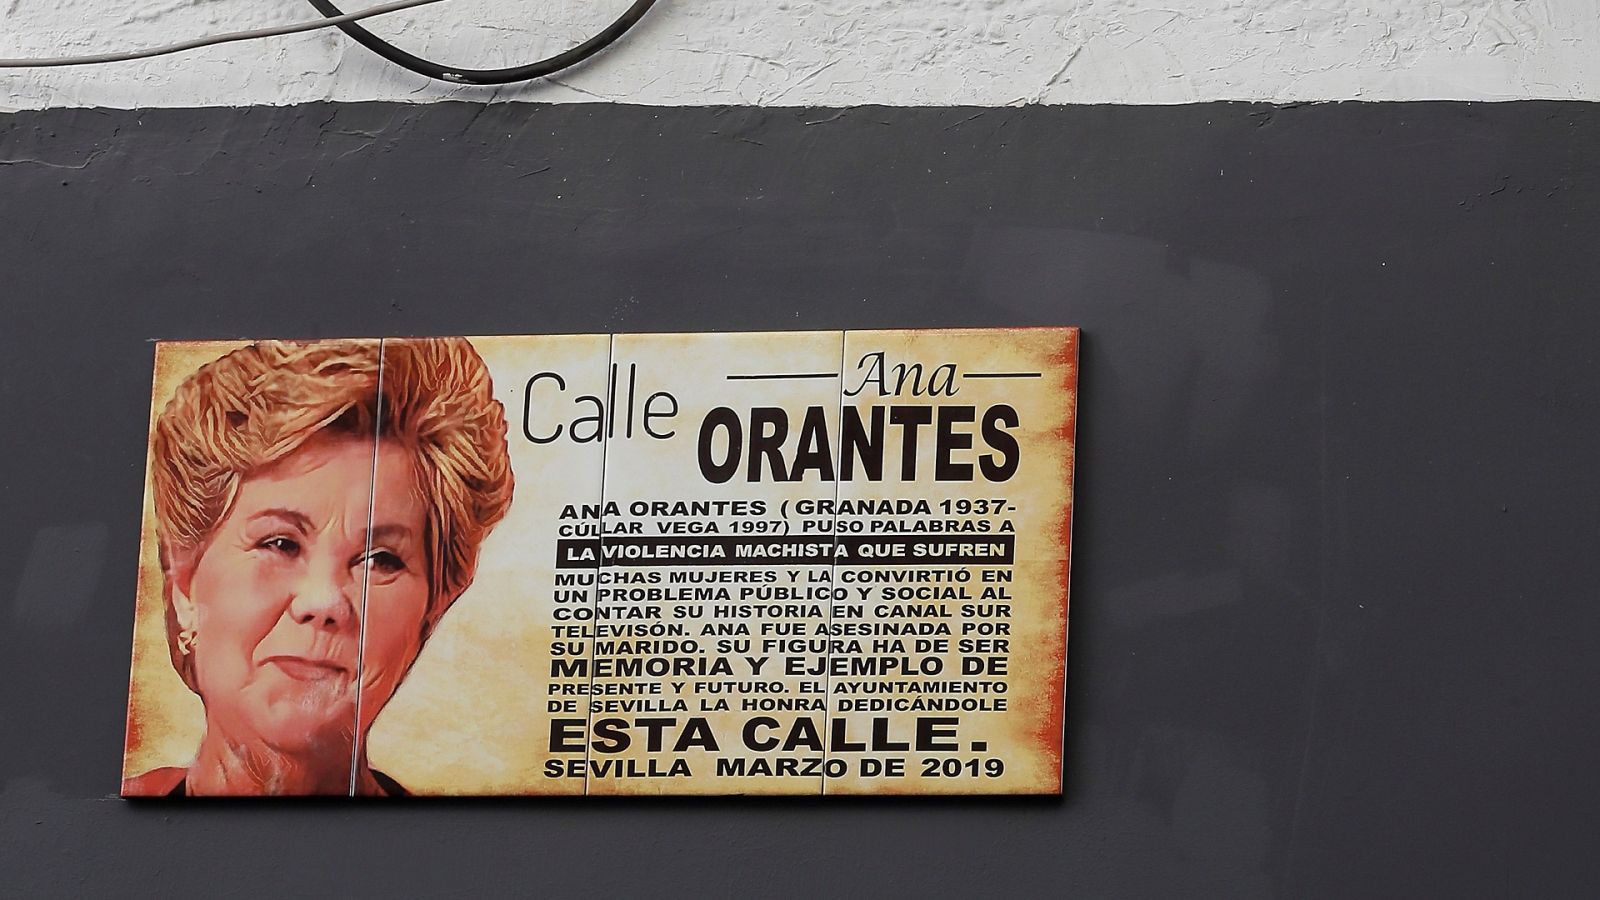 Calle Ana
ORANTES
ANA ORANTES (GRANADA 1937-
CÚLLAR VEGA 1997) PUSO PALABRAS A
LA VIOLENCIA MACHISTA QUE SUFREN
MUCHAS MUJERES Y LA CONVIRTIÓ EN
UN PROBLEMA PÚBLICO Y SOCIAL AL
CONTAR SU HISTORIA EN CANAL SUR
TELEVISÓN. ANA FUE ASESINADA POR
SU MARIDO. SU FIGURA HA DE SER
MEMORIA Y EJEMPLO DE
PRESENTE Y FUTURO. EL AYUNTAMIENTO
DE SEVILLA LA HONRA DEDICÁNDOLE
ESTA CALLE.
SEVILLA MARZO DE 2019